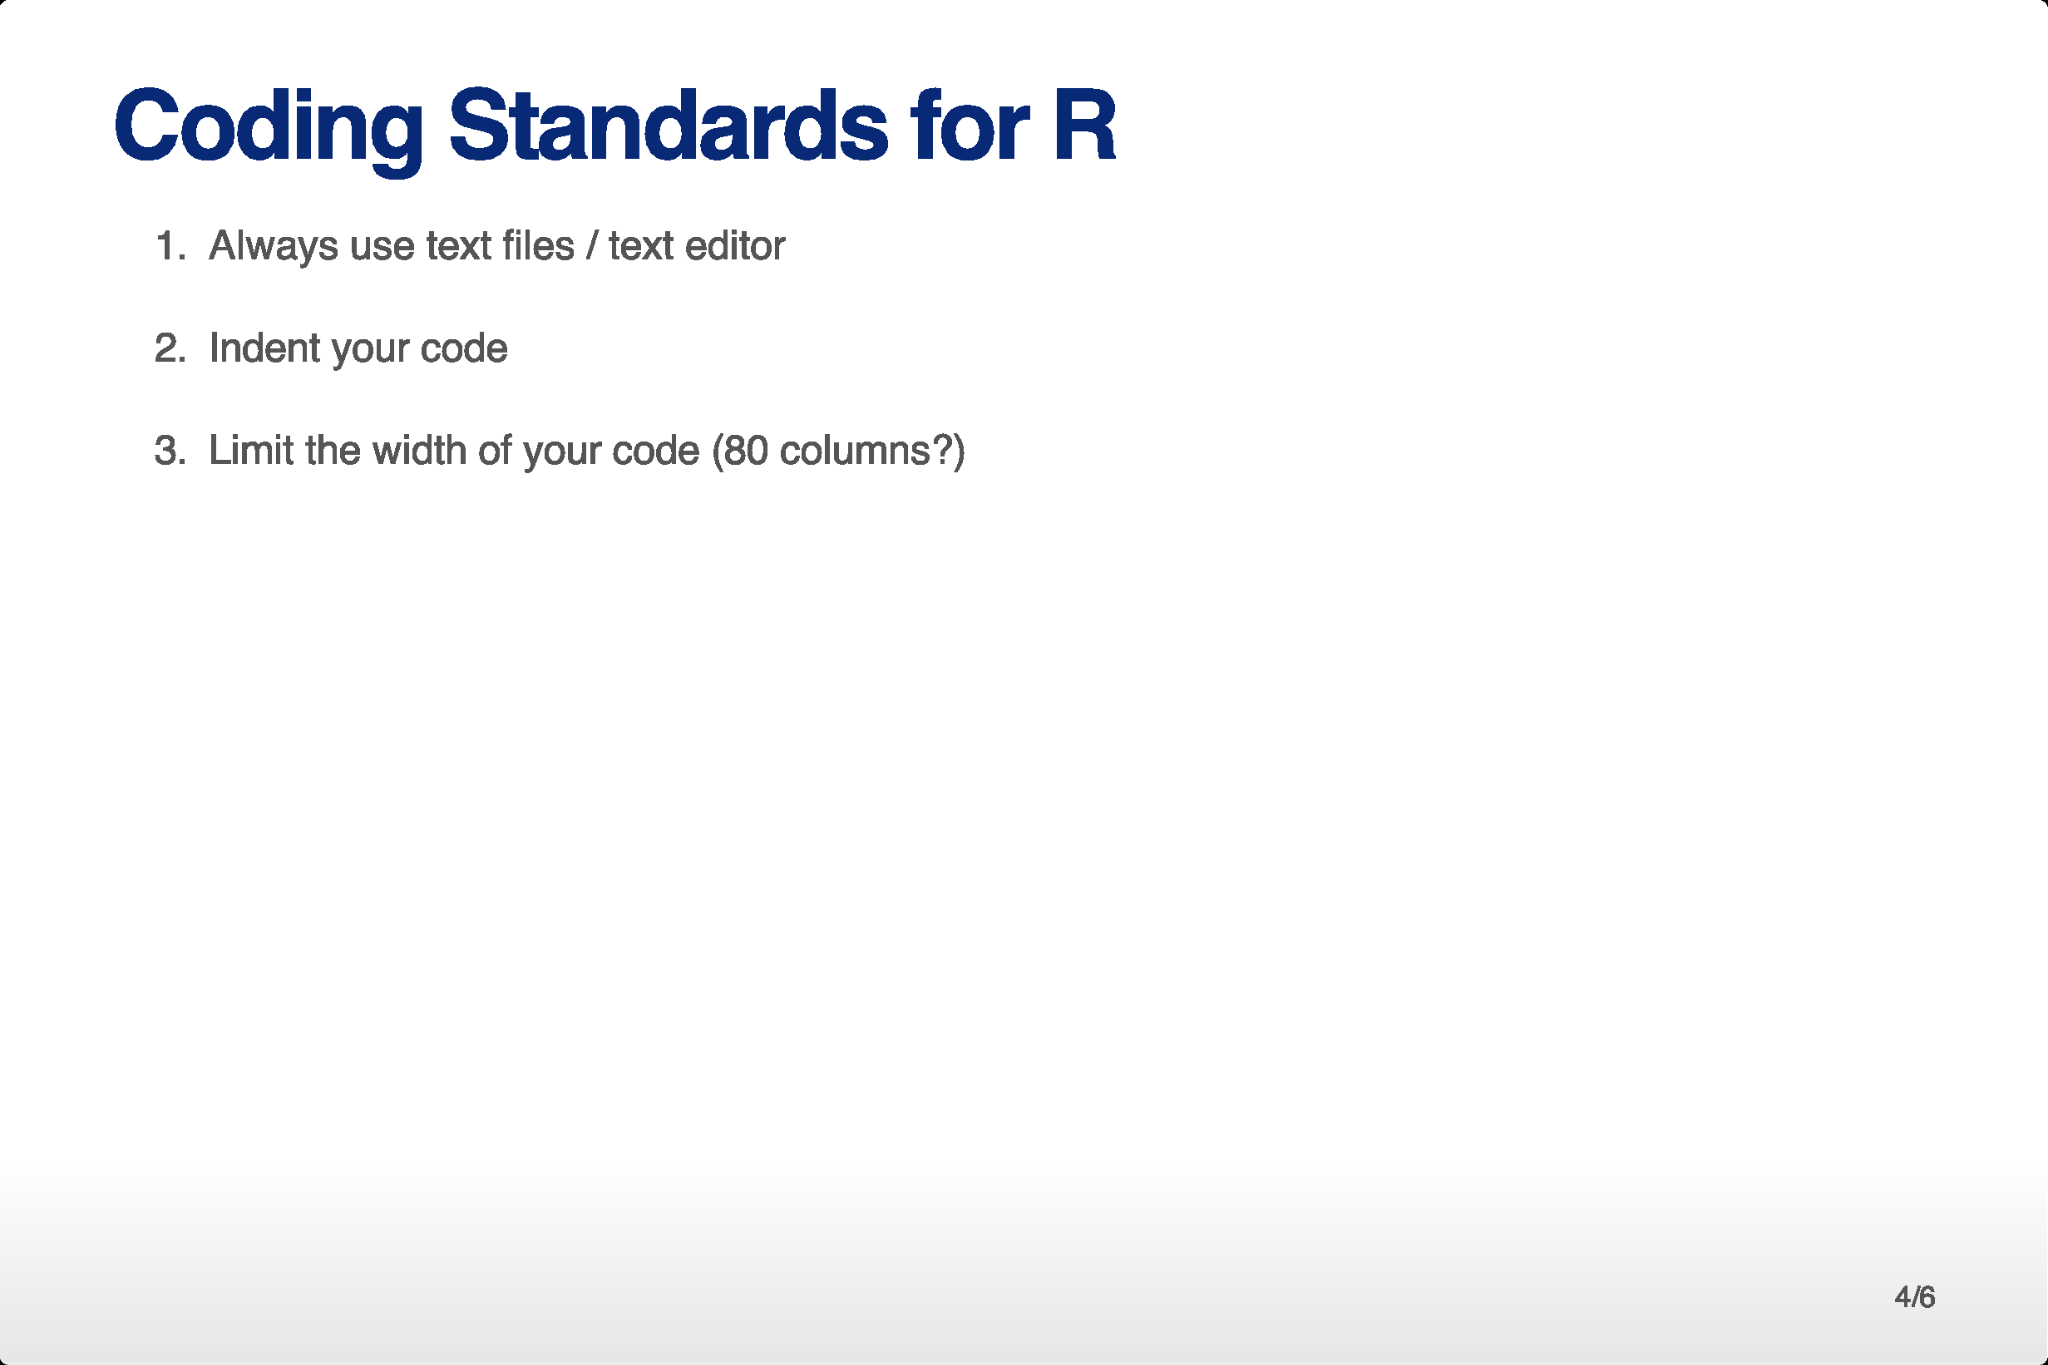 Coding Standards for R
1. Always use text files / text editor
2. Indent your code
3. Limit the width of your code (80 columns?)
4/6